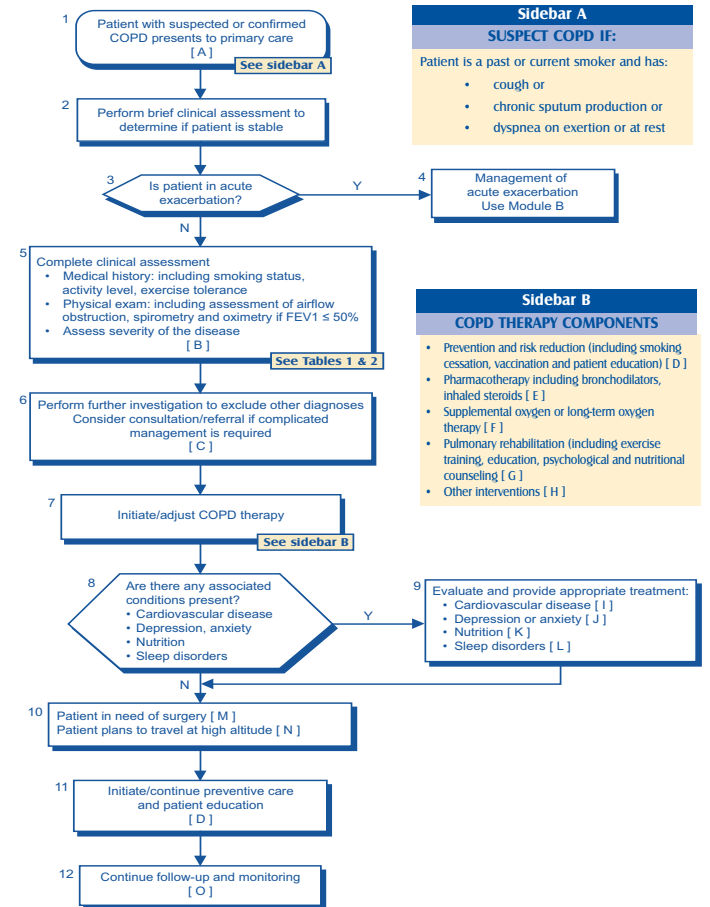 1
Patient with suspected or confirmed
COPD presents to primary care
[ A ]
See sidebar A
Sidebar A
SUSPECT COPD IF:
Patient is a past or current smoker and has:
• cough or
• chronic sputum production or
• dyspnea on exertion or at rest
2
Perform brief clinical assessment to
determine if patient is stable
3
Is patient in acute
exacerbation?
Y
N
4
Management of
acute exacerbation
Use Module B
5
Complete clinical assessment
• Medical history: including smoking status,
activity level, exercise tolerance
• Physical exam: including assessment of airflow
obstruction, spirometry and oximetry if FEV1 ≤ 50%
• Assess severity of the disease
[ B ]
See Tables 1 & 2
Sidebar B
COPD THERAPY COMPONENTS
• Prevention and risk reduction (including smoking
cessation, vaccination and patient education) [ D ]
• Pharmacotherapy including bronchodilators,
inhaled steroids [ E ]
• Supplemental oxygen or long-term oxygen
therapy [ F ]
• Pulmonary rehabilitation (including exercise
training, education, psychological and nutritional
counseling [ G ]
• Other interventions [ H ]
6
Perform further investigation to exclude other diagnoses
Consider consultation/referral if complicated
management is required
[ C ]
7
Initiate/adjust COPD therapy
See sidebar B
8
Are there any associated
conditions present?
• Cardiovascular disease
• Depression, anxiety
• Nutrition
• Sleep disorders
Y
N
9
Evaluate and provide appropriate treatment:
• Cardiovascular disease [ I ]
• Depression or anxiety [ J ]
• Nutrition [ K ]
• Sleep disorders [ L ]
10
Patient in need of surgery [ M ]
Patient plans to travel at high altitude [ N ]
11
Initiate/continue preventive care
and patient education
[ D ]
12
Continue follow-up and monitoring
[ O ]